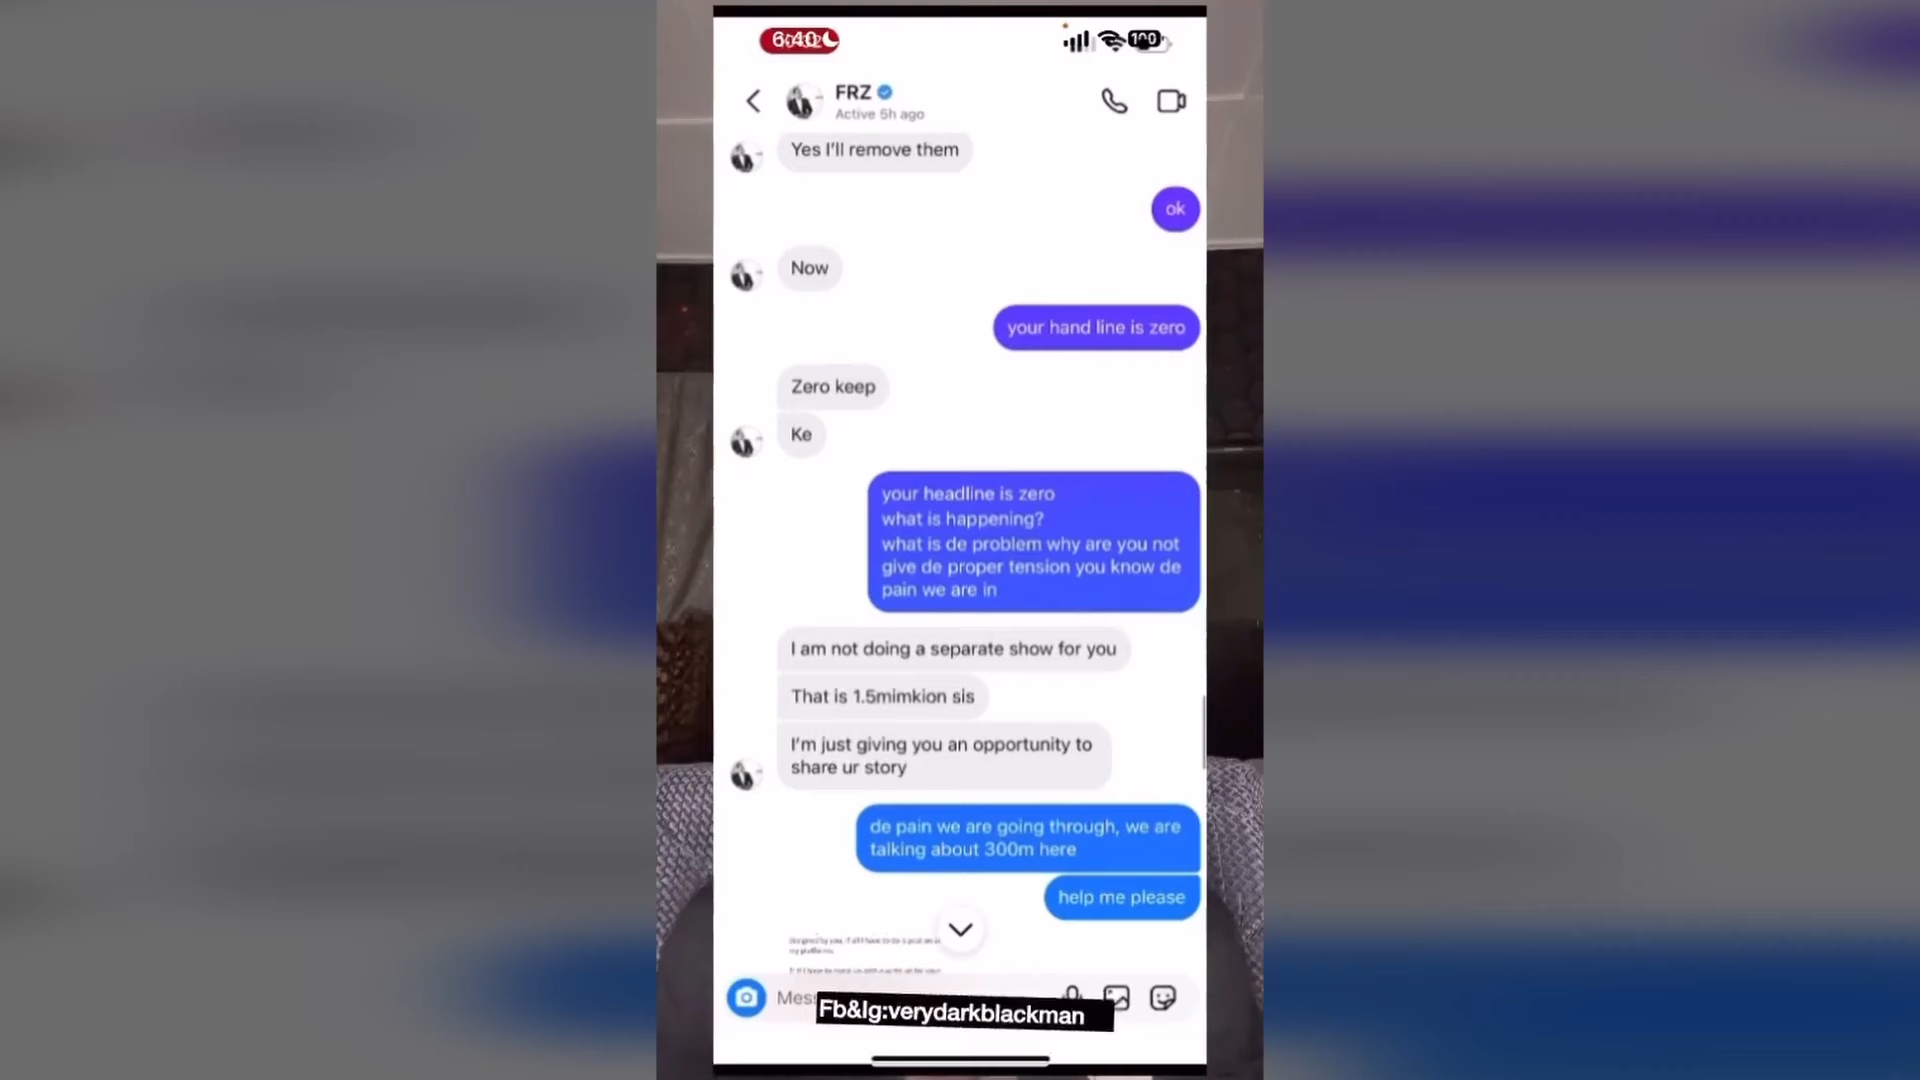 100
FRZ
Active 5h ago
Yes I'll remove them
ok
Now
your hand line is zero
Zero keep
Ke
your headline is zero
what is happening?
what is de problem why are you not
give de proper tension you know de
pain we are in
I am not doing a separate show for you
That is 1.5mimkion sis
I'm just giving you an opportunity to
share ur story
de pain we are going through, we are
talking about 300m here
help me please
my platforms
Mes
Fb&Ig:verydarkblackman